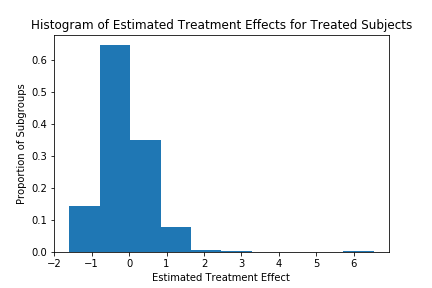 Histogram of Estimated Treatment Effects for Treated Subjects
Proportion of Subgroups
0.6
0.5
0.4
0.3
0.2
0.1
0.0
−2 −1 0 1 2 3 4 5 6
Estimated Treatment Effect